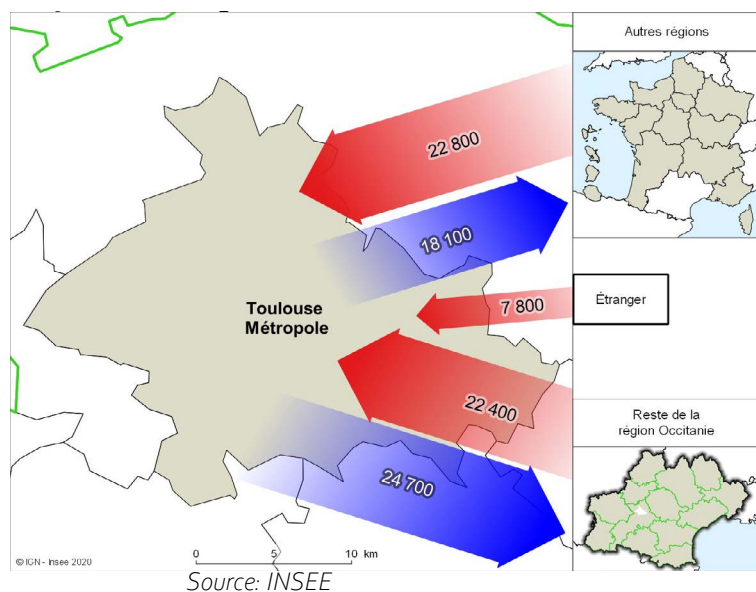 Autres régions
22 800
18 100
7 800
Étranger
Toulouse
Métropole
22 400
24 700
Reste de la
région Occitanie
© IGN - Insee 2020
0 5 10 km
Source: INSEE